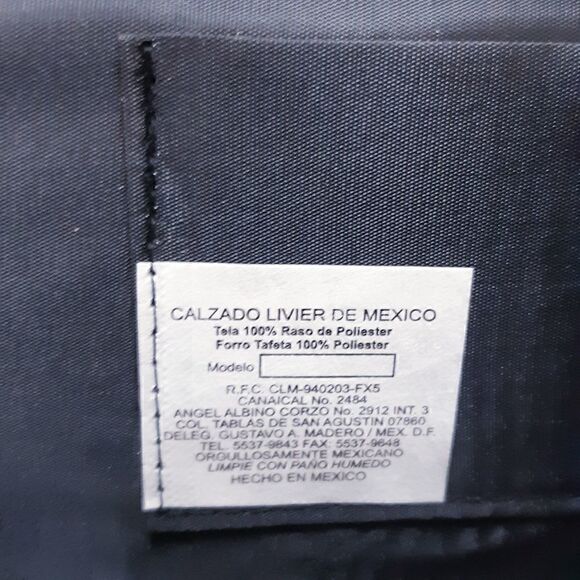 CALZADO LIVIER DE MEXICO
Tela 100% Raso de Poliester
Forro Tafeta 100% Poliester
Modelo
R.F.C. CLM-940203-FX5
CANAICAL No. 2484
ANGEL ALBINO CORZO No. 2912 INT. 3
COL. TABLAS DE SAN AGUSTIN 07860
DELEG. GUSTAVO A. MADERO / MEX. D.F.
TEL. 5537-9843 FAX: 5537-9648
ORGULLOSAMENTE MEXICANO
LIMPIE CON PAÑO HUMEDO
HECHO EN MEXICO